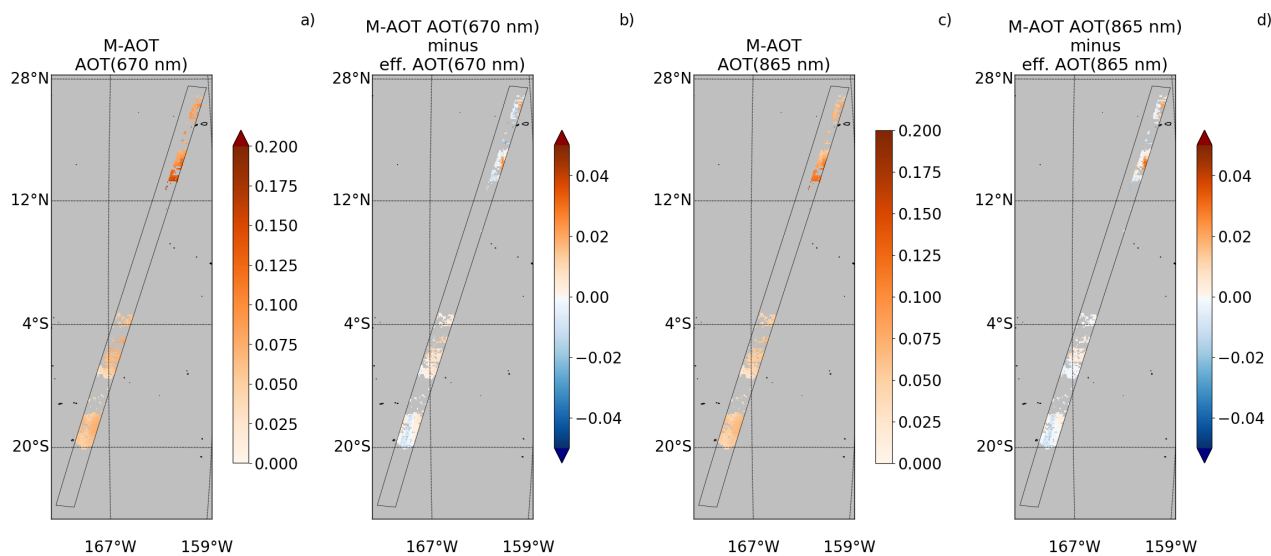 a)
M-AOT
AOT(670 nm)
28°N
12°N
4°S
20°S
167°W
159°W
0.200
0.175
0.150
0.125
0.100
0.075
0.050
0.025
0.000
b)
M-AOT AOT(670 nm)
minus
eff. AOT(670 nm)
28°N
12°N
4°S
20°S
167°W
159°W
0.04
0.02
0.00
−0.02
−0.04
c)
M-AOT
AOT(865 nm)
28°N
12°N
4°S
20°S
167°W
159°W
0.200
0.175
0.150
0.125
0.100
0.075
0.050
0.025
0.000
d)
M-AOT AOT(865 nm)
minus
eff. AOT(865 nm)
28°N
12°N
4°S
20°S
167°W
159°W
0.04
0.02
0.00
−0.02
−0.04